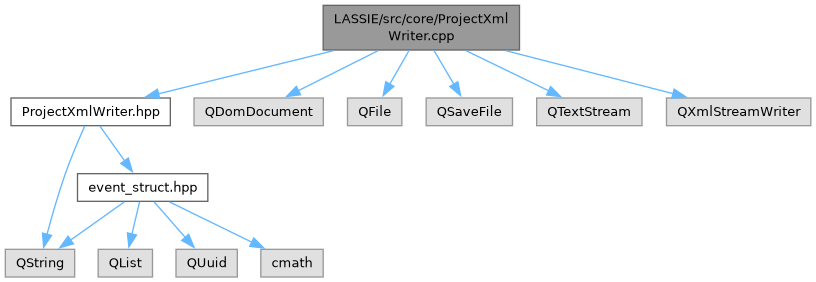 LASSIE/src/core/ProjectXml
Writer.cpp
ProjectXmlWriter.hpp
QDomDocument
QFile
QSaveFile
QTextStream
QXmlStreamWriter
event_struct.hpp
QString
QList
QUuid
cmath